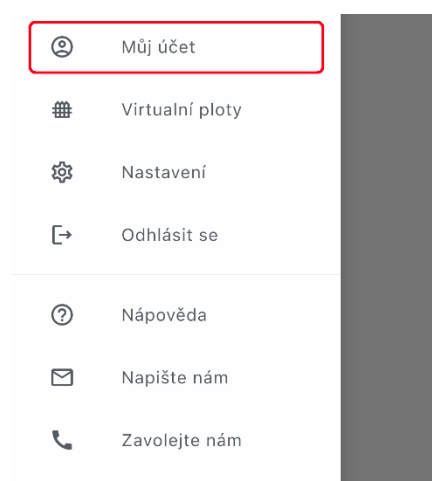 Můj účet
Virtualní ploty
Nastavení
Odhlásit se
Nápověda
Napište nám
Zavolejte nám